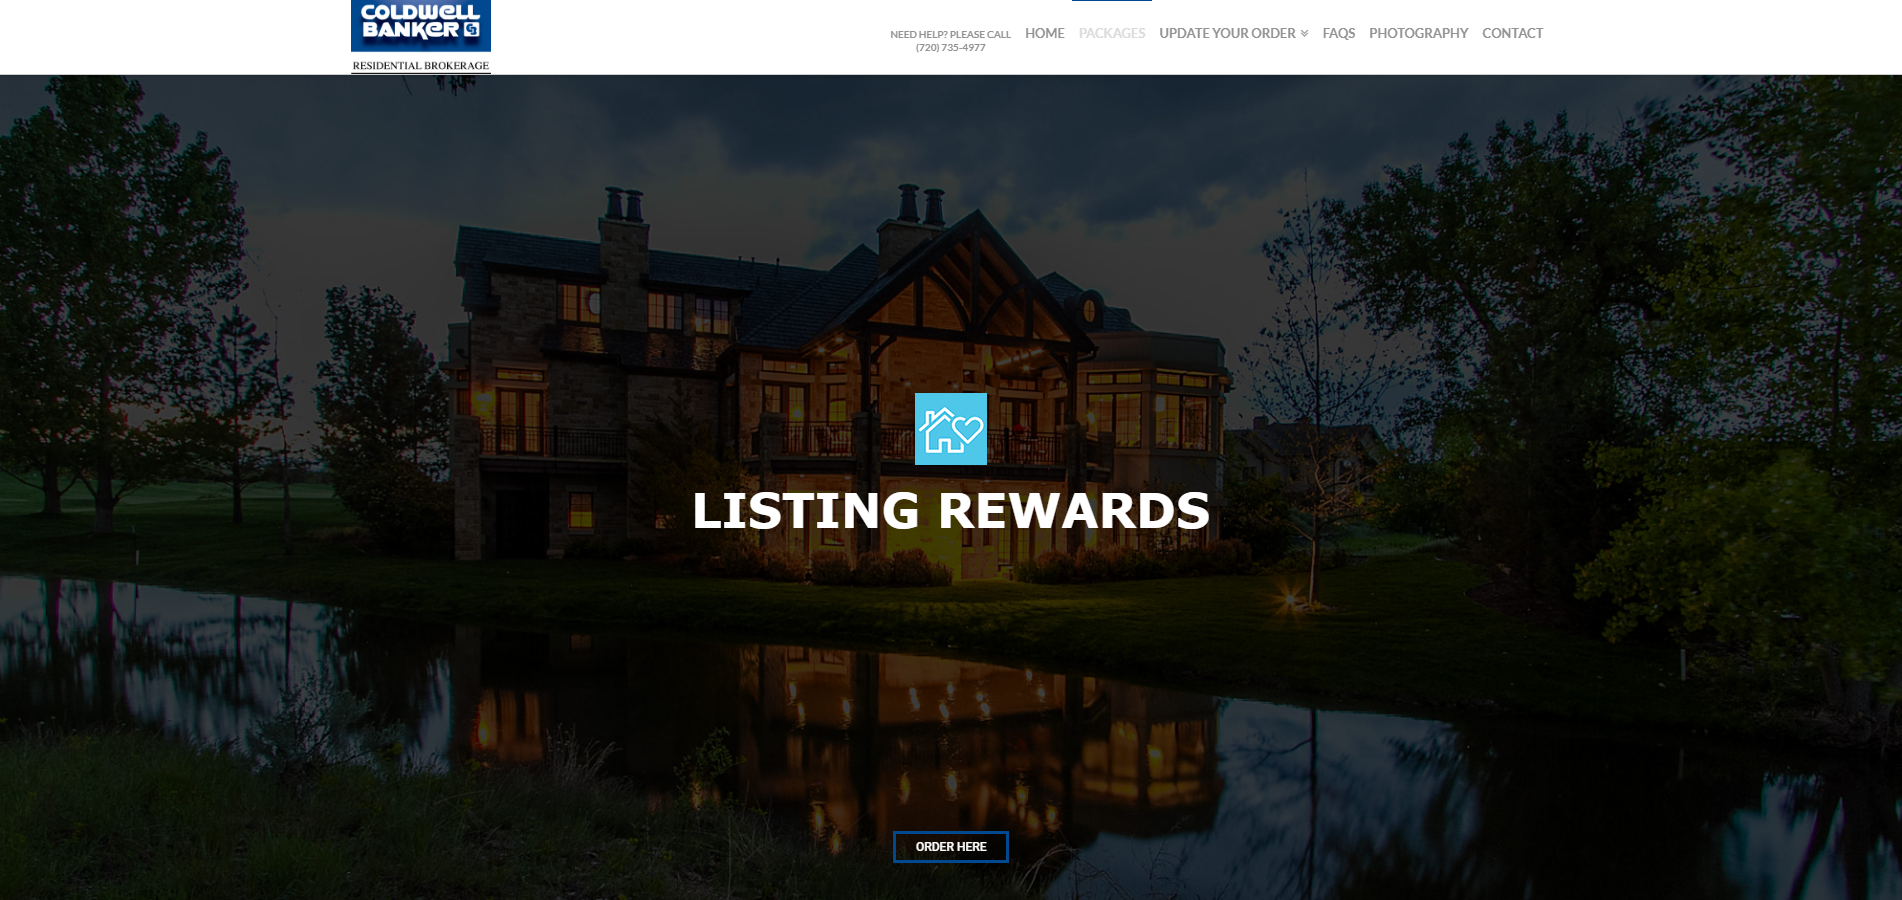 COLDWELL
BANKER CB
RESIDENTIAL BROKERAGE
NEED HELP? PLEASE CALL
(720) 735-4977
HOME
PACKAGES
UPDATE YOUR ORDER
FAQS
PHOTOGRAPHY
CONTACT
LISTING REWARDS
ORDER HERE